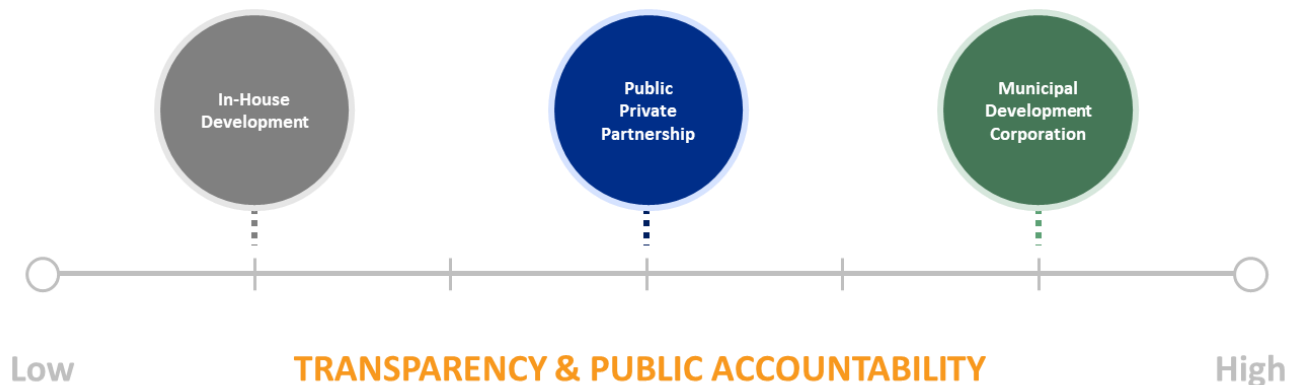 In-House
Development
Public
Private
Partnership
Municipal
Development
Corporation
Low
TRANSPARENCY & PUBLIC ACCOUNTABILITY
High